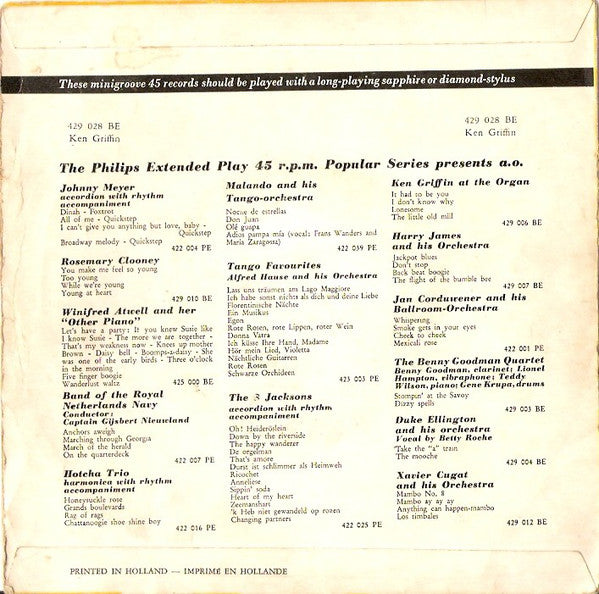 These minigroove 45 records should be played with a long-playing sapphire or diamond-stylus
429 028 BE
Ken Griffin
429 028 BE
Ken Griffin
The Philips Extended Play 45 r.p.m. Popular Series presents a.o.
Johnny Meyer
accordion with rhythm
accompaniment
Dinah - Foxtrot
All of me - Quickstep
I can't give you anything but love, baby -
Quickstep
Broadway melody - Quickstep
422 004 PE
Rosemary Clooney
You make me feel so young
Too young
While we're young
Young at heart
429 010 BE
Winifred Atwell and her
"Other Piano"
Let's have a party: If you knew Susie like
I know Susie - The more we are together -
That's my weakness now - Knees up mother
Brown - Daisy bell - Boomps-a-daisy - She
was one of the early birds - Three o'clock
in the morning
Five finger boogie
Wanderlust waltz
425 000 BE
Band of the Royal
Netherlands Navy
Conductor:
Captain Gijsbert Nieuwland
Anchors aweigh
Marching through Georgia
March of the herald
On the quarterdeck
422 007 PE
Hotcha Trio
harmonica with rhythm
accompaniment
Honeysuckle rose
Grands boulevards
Rag of rags
Chattanoogie shoe shine boy
422 016 PE
Malando and his
Tango-orchestra
Noche de estrellas
Don Juan
Olé guapa
Adios pampa mía (vocal: Frans Wanders and
Maria Zaragosta)
422 039 PE
Tango Favourites
Alfred Hause and his Orchestra
Lass uns träumen am Lago Maggiore
Ich habe sonst nichts als dich und deine Liebe
Florentinische Nächte
Ein Musikus
Egon
Rote Rosen, rote Lippen, roter Wein
Donna Vatra
Ich küsse Ihre Hand, Madame
Hör mein Lied, Violetta
Nächtliche Guitarren
Rote Rosen
Schwarze Orchideen
423 003 PE
The 3 Jacksons
accordion with rhythm
accompaniment
Oh! Heideröslein
Down by the riverside
The happy wanderer
De orgelman
That's amore
Durst ist schlimmer als Heimweh
Ricochet
Anneliese
Sippin' soda
Heart of my heart
Zeemanshart
'k Heb niet gewandeld op rozen
Changing partners
422 025 PE
Ken Griffin at the Organ
It had to be you
I don't know why
Lonesome
The little old mill
429 006 BE
Harry James
and his Orchestra
Jackpot blues
Don't stop
Back beat boogie
The flight of the bumble bee
429 007 BE
Jan Corduwener and his
Ballroom-Orchestra
Whispering
Smoke gets in your eyes
Cheek to cheek
Mexicali rose
422 001 PE
The Benny Goodman Quartet
Benny Goodman, clarinet; Lionel
Hampton, vibraphone; Teddy
Wilson, piano; Gene Krupa, drums
Stompin' at the Savoy
Dizzy spells
429 003 BE
Duke Ellington
and his orchestra
Vocal by Betty Roche
Take the "a" train
The mooche
429 004 BE
Xavier Cugat
and his Orchestra
Mambo No. 8
Mambo ay ay ay
Anything can happen-mambo
Los timbales
429 012 BE
PRINTED IN HOLLAND — IMPRIMÉ EN HOLLANDE